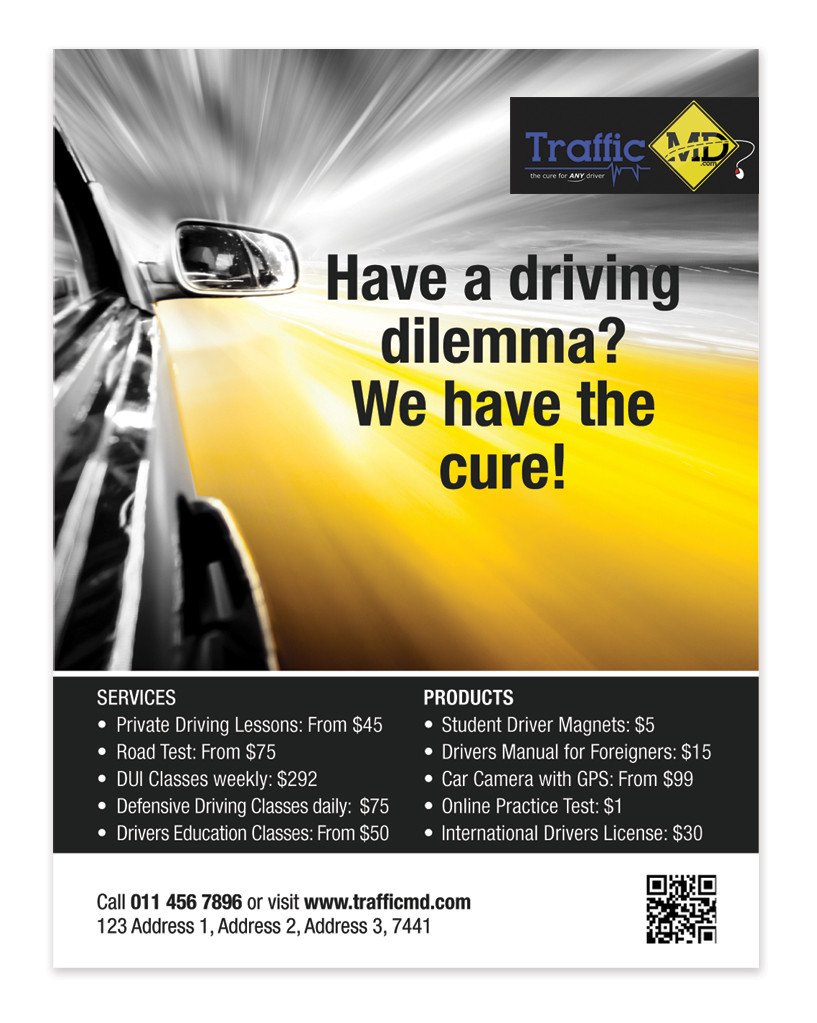 Traffic MD
.com
the cure for ANY driver
Have a driving
dilemma?
We have the
cure!
SERVICES
• Private Driving Lessons: From $45
• Road Test: From $75
• DUI Classes weekly: $292
• Defensive Driving Classes daily: $75
• Drivers Education Classes: From $50
PRODUCTS
• Student Driver Magnets: $5
• Drivers Manual for Foreigners: $15
• Car Camera with GPS: From $99
• Online Practice Test: $1
• International Drivers License: $30
Call 011 456 7896 or visit www.trafficmd.com
123 Address 1, Address 2, Address 3, 7441